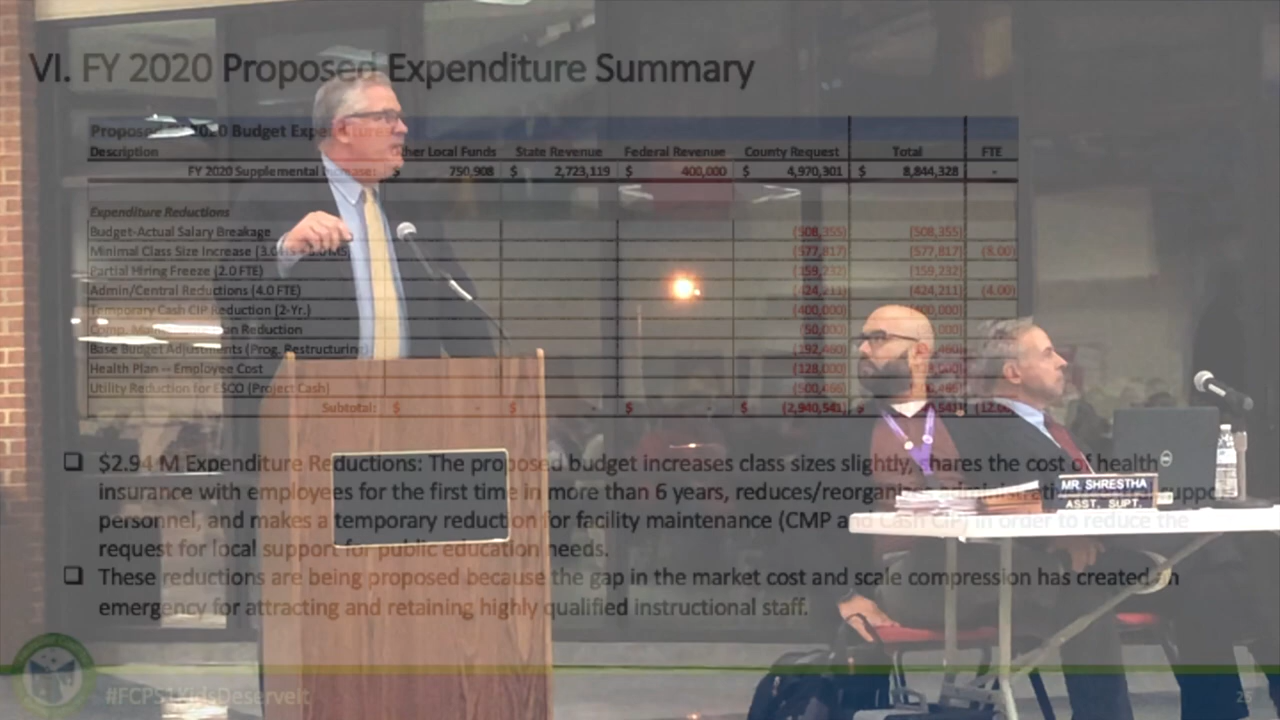 VI. FY 2020 Proposed Expenditure Summary
Proposed 2020 Budget
Description Local Funds State Revenue Federal Revenue County Request Total FTE
FY 2020 Supplemental $ 750,908 $ 2,723,119 $ 400,000 $ 4,970,301 $ 8,844,328 -
Expenditure Reductions
Budget-Actual Salary Breakage (508,355) (508,355)
Minimal Class Size Increase (577,817) (577,817) (8.00)
Partial Hiring Freeze (2.0 FTE) (159,232) (159,232)
Admin/Central Reductions (4.0 FTE) (424,211) (424,211) (4.00)
Temporary Cash CIP Reduction (2-Yr.) (400,000) (400,000)
Reduction (50,000)
Base Budget Adjustments (Prog. Restructuring)
Health Plan -- Employee Cost (128,000)
Utility Reduction for ESCO (Project Cash) (500,466)
Subtotal: $ - $ - $ - $ (2,940,541) $
❑ $2.94 M Expenditure Reductions: The proposed budget increases class sizes slightly, shares the cost of health
insurance with employees for the first time in more than 6 years,
personnel, and makes a temporary reduction for facility maintenance (CMP and Cash CIP) in order to reduce the
request for local support for public education needs.
❑ These reductions are being proposed because the gap in the market cost and scale compression has created an
emergency for attracting and retaining highly qualified instructional staff.
MR. SHRESTHA
ASST. SUPT.
DELL
#FCPS1KidsDeserveIt